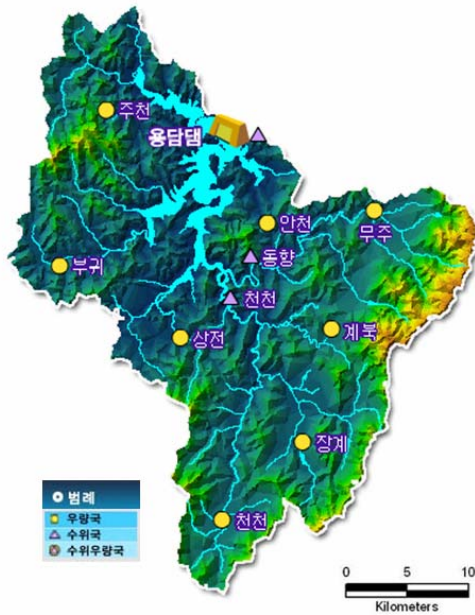 주천
용담댐
안천
무주
동향
부귀
천천
상전
계북
장계
천천
범례
우량국
수위국
수위우량국
0 5 10
Kilometers